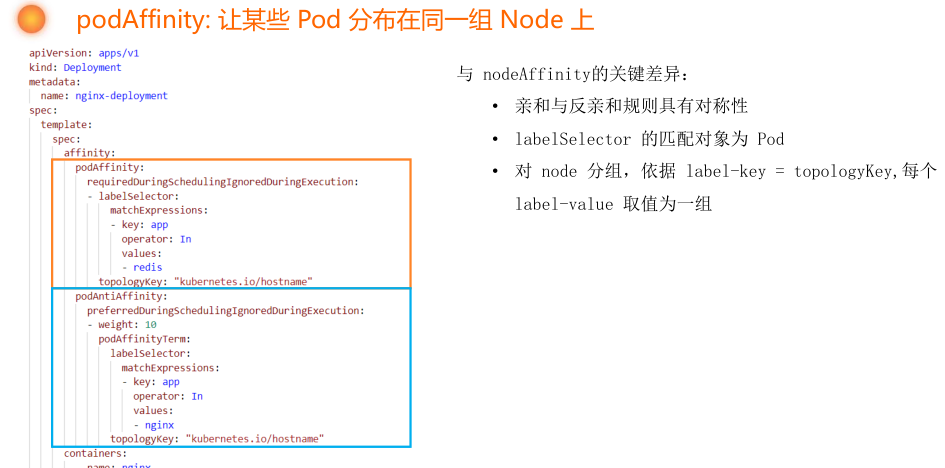 podAffinity: 让某些 Pod 分布在同一组 Node 上
apiVersion: apps/v1
kind: Deployment
metadata:
  name: nginx-deployment
spec:
  template:
    spec:
      affinity:
        podAffinity:
          requiredDuringSchedulingIgnoredDuringExecution:
          - labelSelector:
              matchExpressions:
              - key: app
                operator: In
                values:
                - redis
            topologyKey: "kubernetes.io/hostname"
        podAntiAffinity:
          preferredDuringSchedulingIgnoredDuringExecution:
          - weight: 10
            podAffinityTerm:
              labelSelector:
                matchExpressions:
                - key: app
                  operator: In
                  values:
                  - nginx
              topologyKey: "kubernetes.io/hostname"
      containers:
          name: nginx
与 nodeAffinity的关键差异:
• 亲和与反亲和规则具有对称性
• labelSelector 的匹配对象为 Pod
• 对 node 分组，依据 label-key = topologyKey,每个
label-value 取值为一组